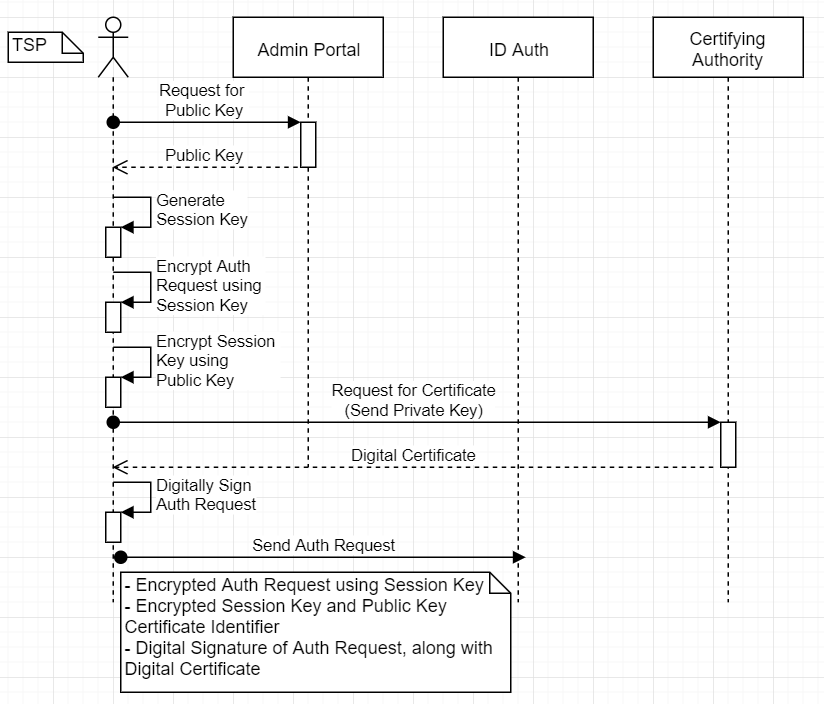 TSP
Admin Portal
ID Auth
Certifying
Authority
Request for
Public Key
Public Key
Generate
Session Key
Encrypt Auth
Request using
Session Key
Encrypt Session
Key using
Public Key
Request for Certificate
(Send Private Key)
Digital Certificate
Digitally Sign
Auth Request
Send Auth Request
- Encrypted Auth Request using Session Key
- Encrypted Session Key and Public Key
Certificate Identifier
- Digital Signature of Auth Request, along with
Digital Certificate